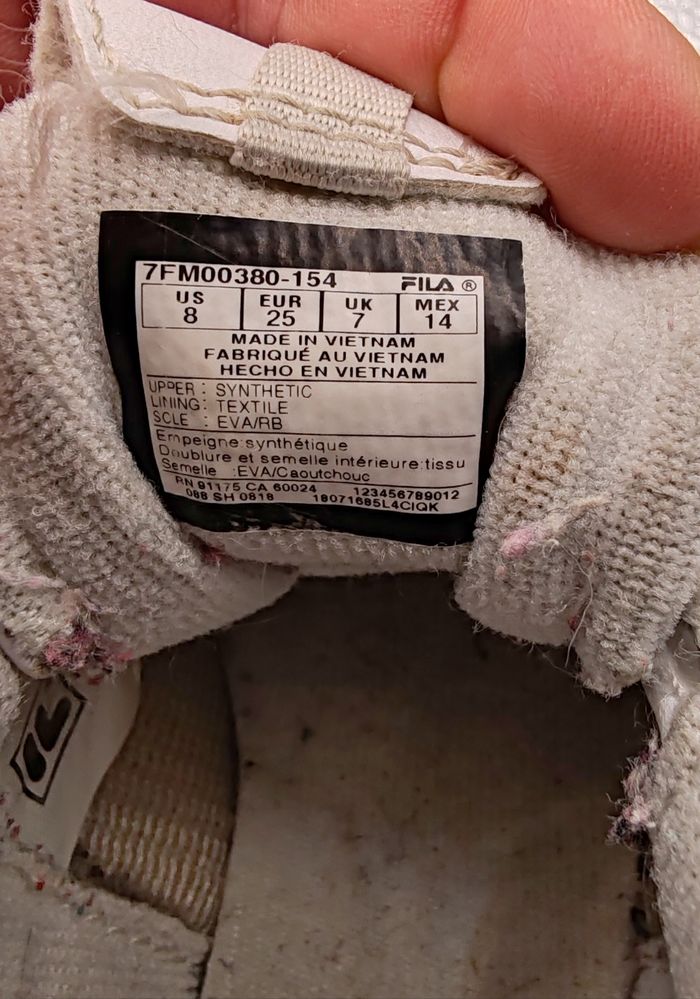 7FM00380-154 FILA ®
US EUR UK MEX
8 25 7 14
MADE IN VIETNAM
FABRIQUÉ AU VIETNAM
HECHO EN VIETNAM
UPPER : SYNTHETIC
LINING: TEXTILE
SOLE : EVA/RB
Empeigne:synthétique
Doublure et semelle intérieure:tissu
Semelle :EVA/Caoutchouc
RN 91175 CA 60024 123456789012
088 SH 0818 18071685L4CIQK